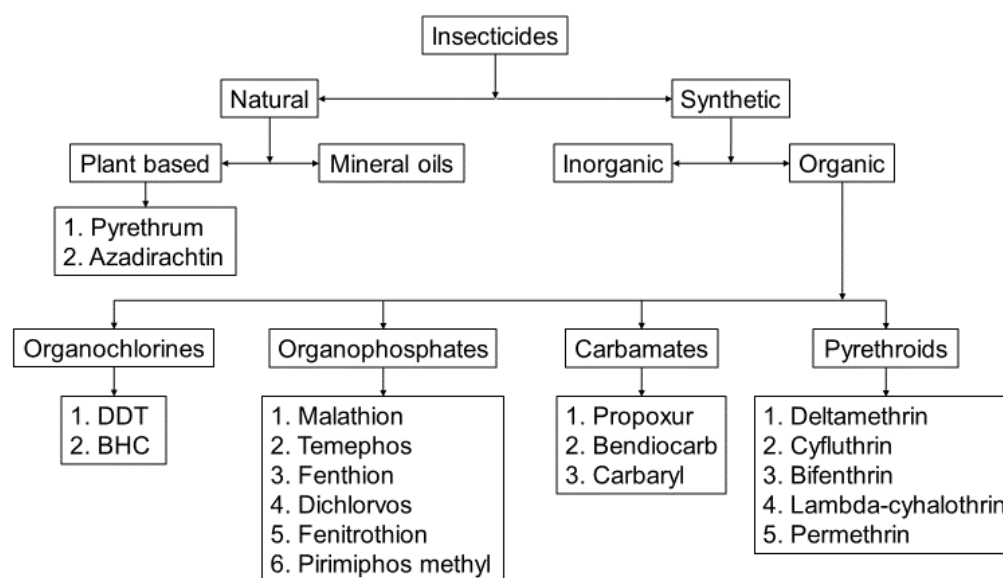 Insecticides
Natural
Synthetic
Plant based
Mineral oils
Inorganic
Organic
1. Pyrethrum
2. Azadirachtin
Organochlorines
Organophosphates
Carbamates
Pyrethroids
1. DDT
2. BHC
1. Malathion
2. Temephos
3. Fenthion
4. Dichlorvos
5. Fenitrothion
6. Pirimiphos methyl
1. Propoxur
2. Bendiocarb
3. Carbaryl
1. Deltamethrin
2. Cyfluthrin
3. Bifenthrin
4. Lambda-cyhalothrin
5. Permethrin